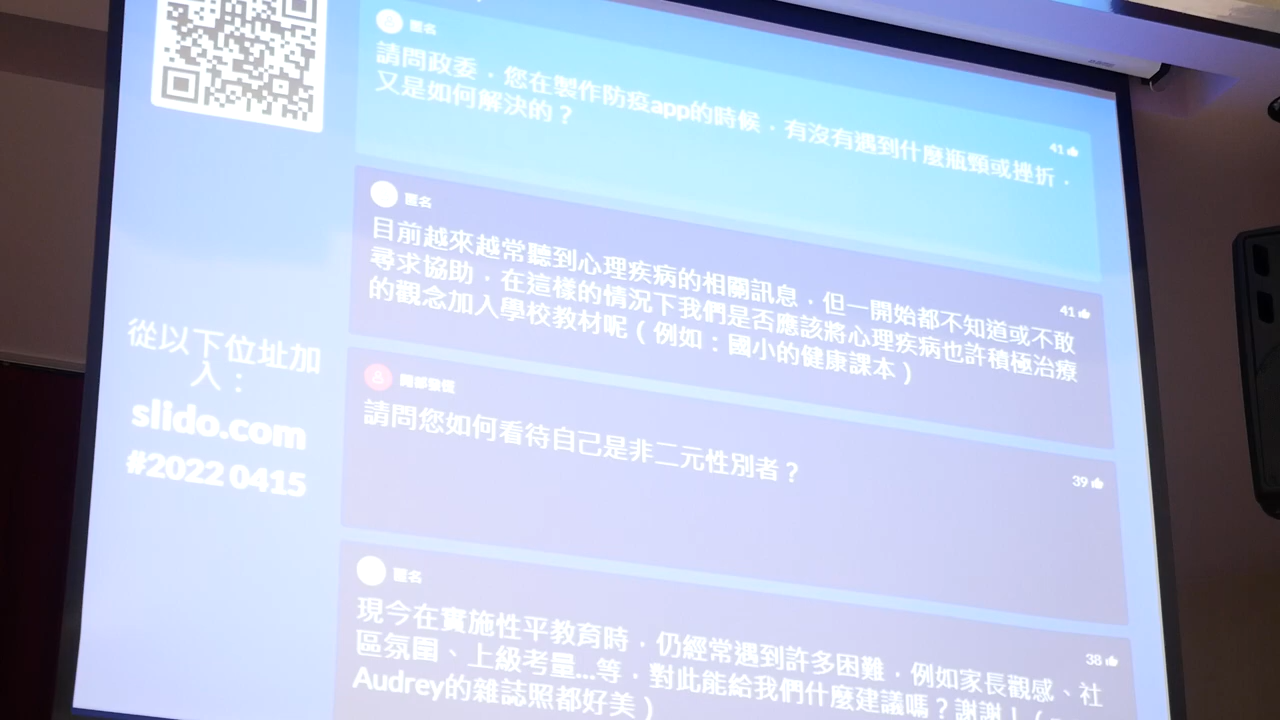 匿名
請問政委，您在製作防疫app的時候，有沒有遇到什麼瓶頸或挫折，
又是如何解決的？
41
匿名
目前越來越常聽到心理疾病的相關訊息，但一開始都不知道或不敢
尋求協助，在這樣的情況下我們是否應該將心理疾病也許積極治療
的觀念加入學校教材呢（例如：國小的健康課本）
41
請問您如何看待自己是非二元性別者？
39
匿名
現今在實施性平教育時，仍經常遇到許多困難，例如家長觀感、社
區氛圍、上級考量...等，對此能給我們什麼建議嗎？謝謝！（
Audrey的雜誌照都好美）
38
從以下位址加
入：
slido.com
#2022 0415